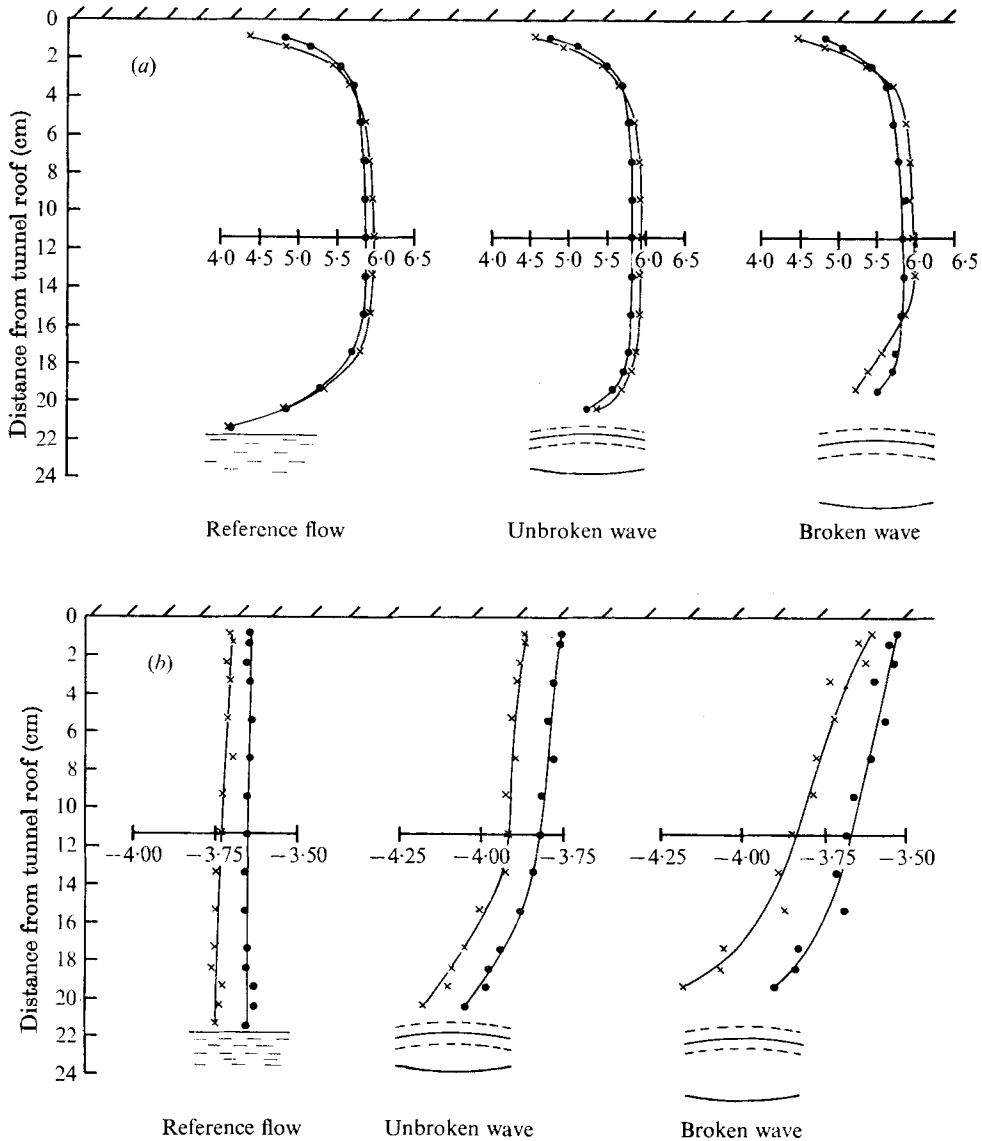 0
2
4
6
8
10
12
14
16
18
20
22
24
Distance from tunnel roof (cm)
(a)
4·0 4·5 5·0 5·5 6·0 6·5
4·0 4·5 5·0 5·5 6·0 6·5
4·0 4·5 5·0 5·5 6·0 6·5
Reference flow Unbroken wave Broken wave
0
2
4
6
8
10
12
14
16
18
20
22
24
Distance from tunnel roof (cm)
(b)
−4·00 −3·75 −3·50
−4·25 −4·00 −3·75
−4·25 −4·00 −3·75 −3·50
Reference flow Unbroken wave Broken wave